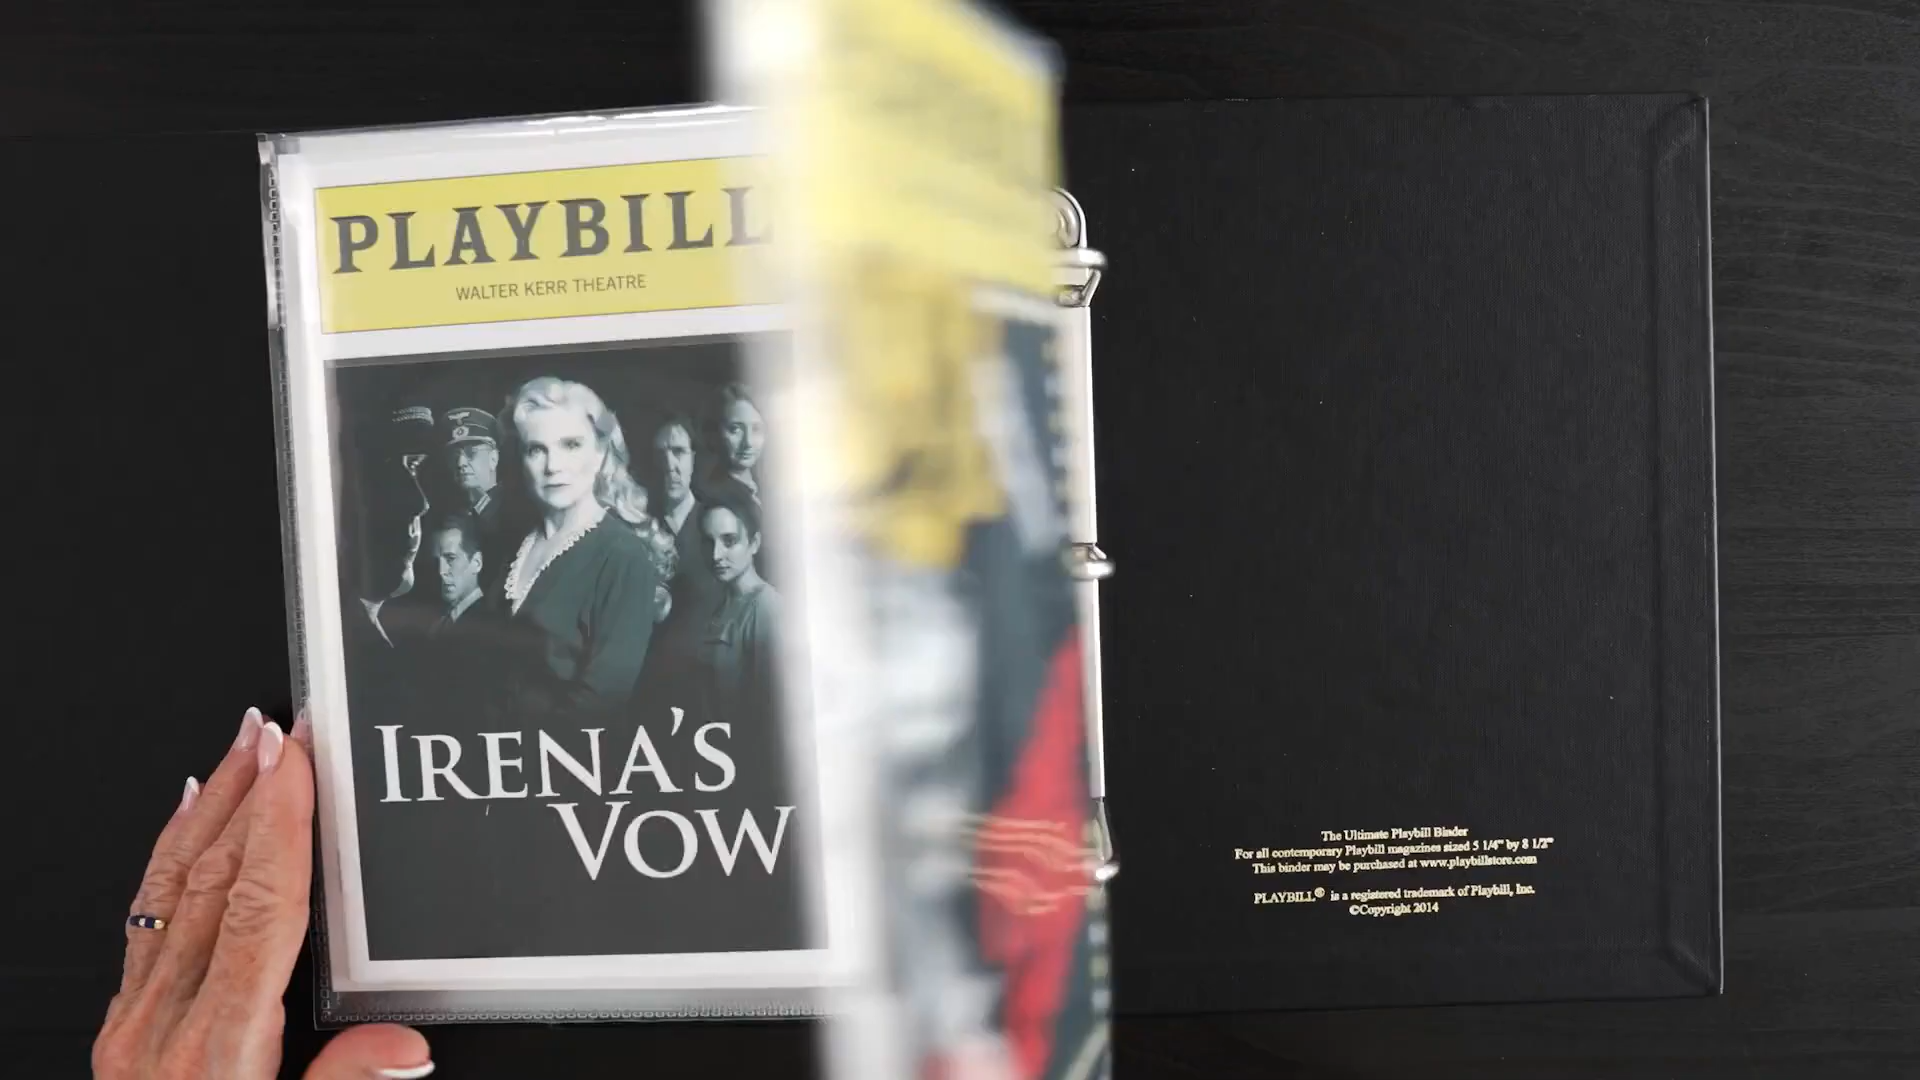 PLAYBILL
WALTER KERR THEATRE
IRENA'S
VOW
The Ultimate Playbill Binder
For all contemporary Playbill magazines sized 5 1/4" by 8 1/2"
This binder may be purchased at www.playbillstore.com
PLAYBILL® is a registered trademark of Playbill, Inc.
©Copyright 2014